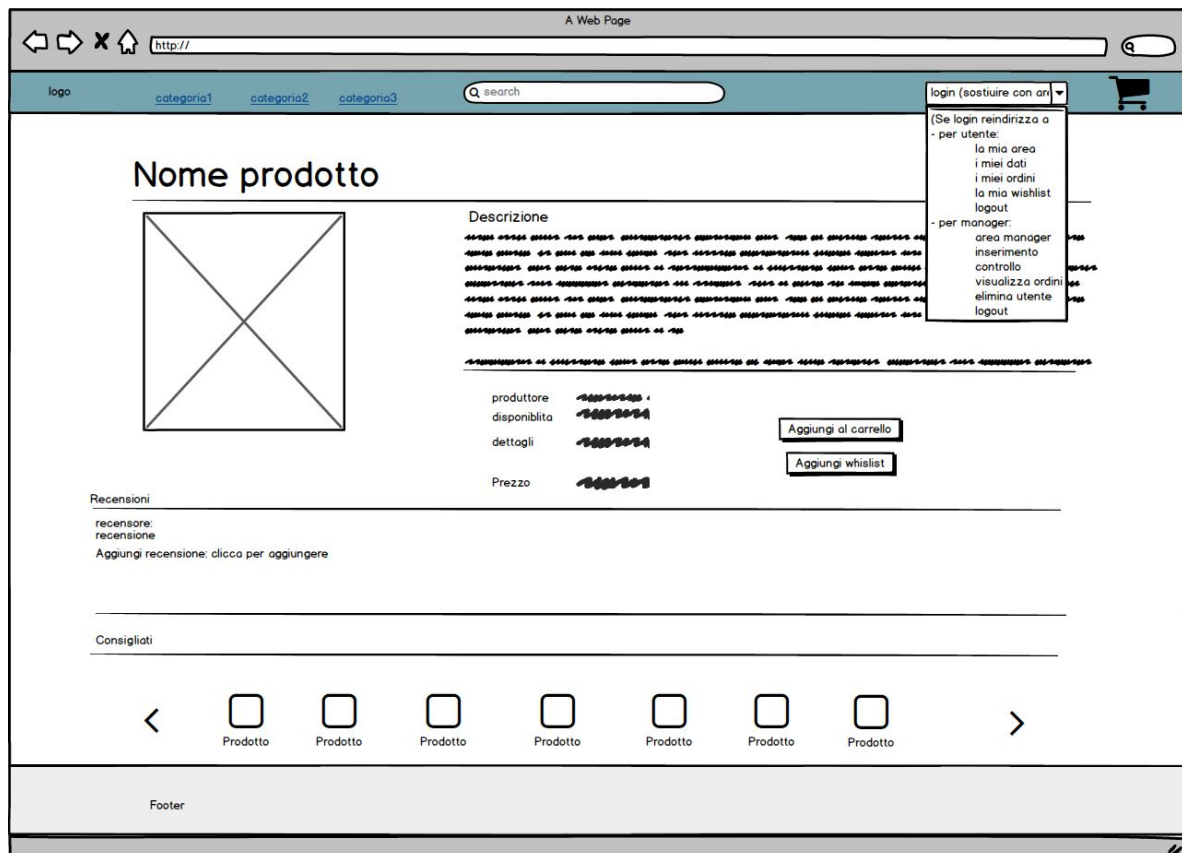 A Web Page
http://
logo
categoria1
categoria2
categoria3
search
login (sostiuire con are
(Se login reindirizza a
- per utente:
la mia area
i miei dati
i miei ordini
la mia wishlist
logout
- per manager:
area manager
inserimento
controllo
visualizza ordini
elimina utente
logout
Nome prodotto
Descrizione
produttore
disponiblita
dettagli
Prezzo
Aggiungi al carrello
Aggiungi whislist
Recensioni
recensore:
recensione
Aggiungi recensione: clicca per aggiungere
Consigliati
Prodotto
Prodotto
Prodotto
Prodotto
Prodotto
Prodotto
Prodotto
Footer